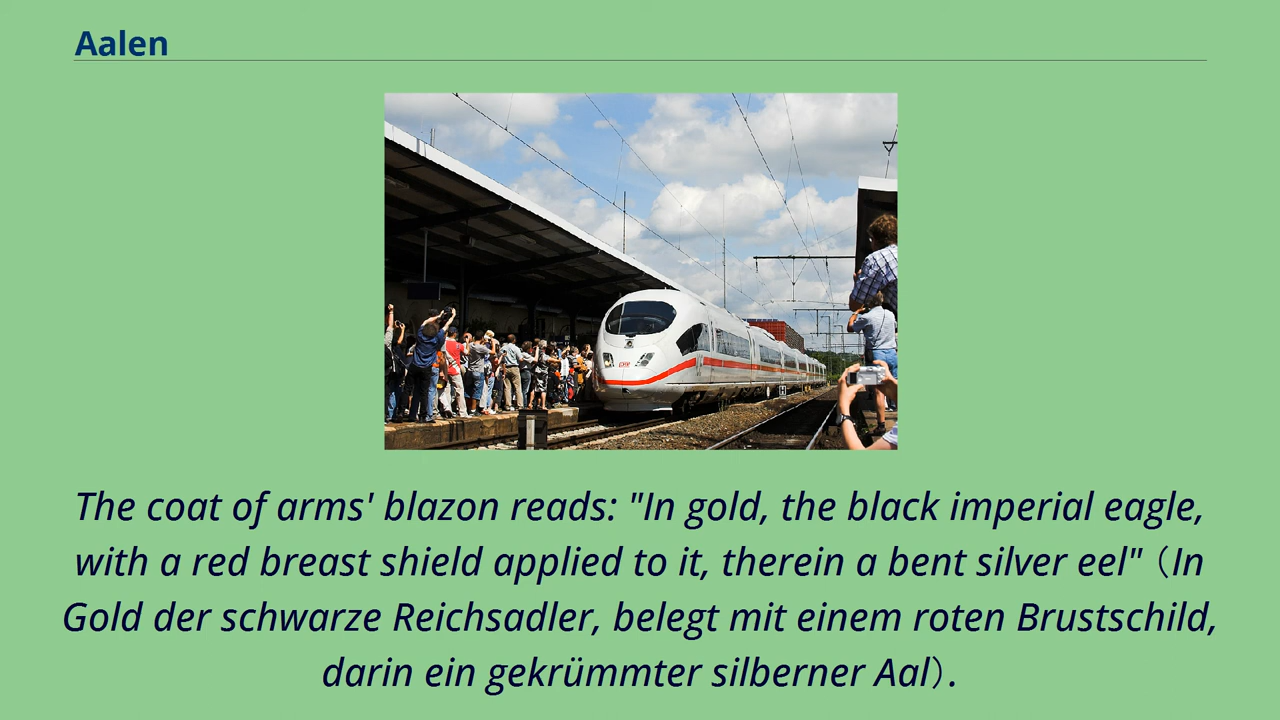 Aalen
The coat of arms' blazon reads: "In gold, the black imperial eagle,
with a red breast shield applied to it, therein a bent silver eel"（In
Gold der schwarze Reichsadler, belegt mit einem roten Brustschild,
darin ein gekrümmter silberner Aal）.